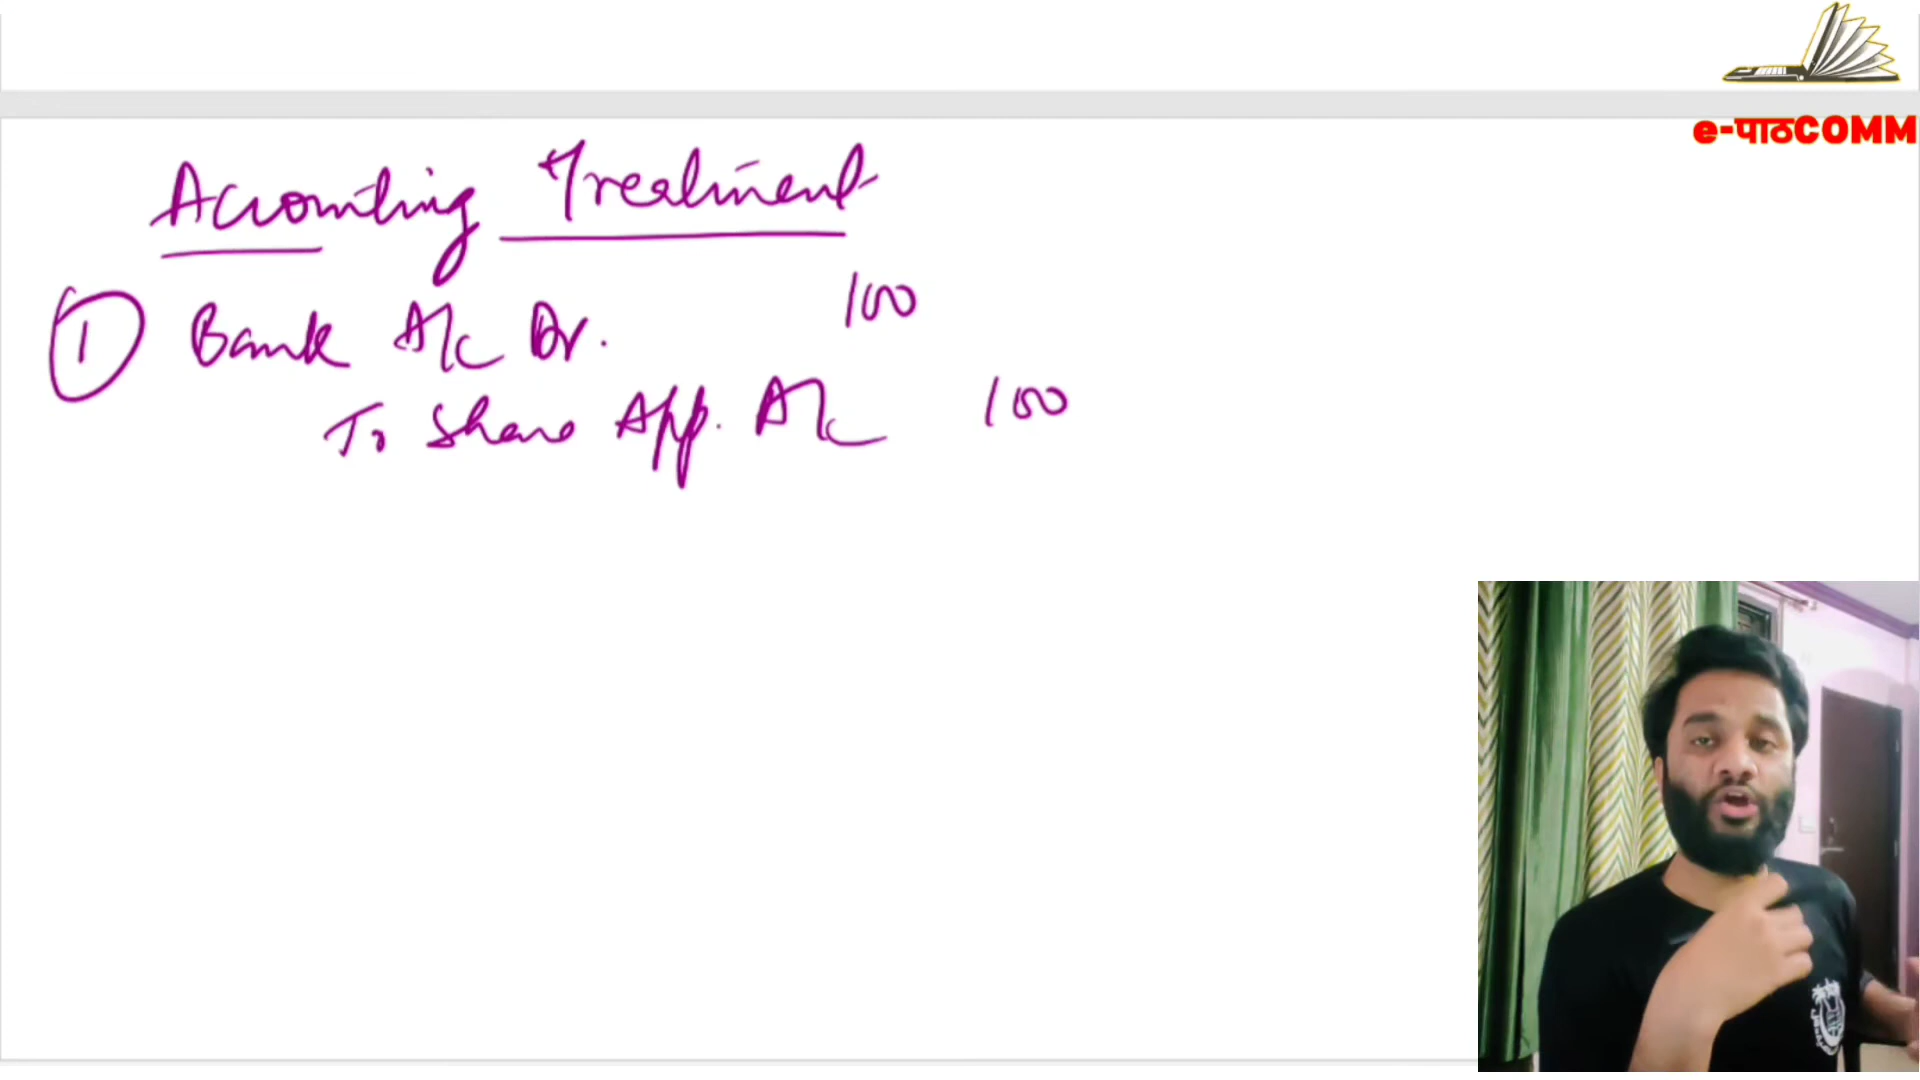 e-पाठCOMM
Accounting Treatment
① Bank A/c Dr. 100
To Share App. A/c 100